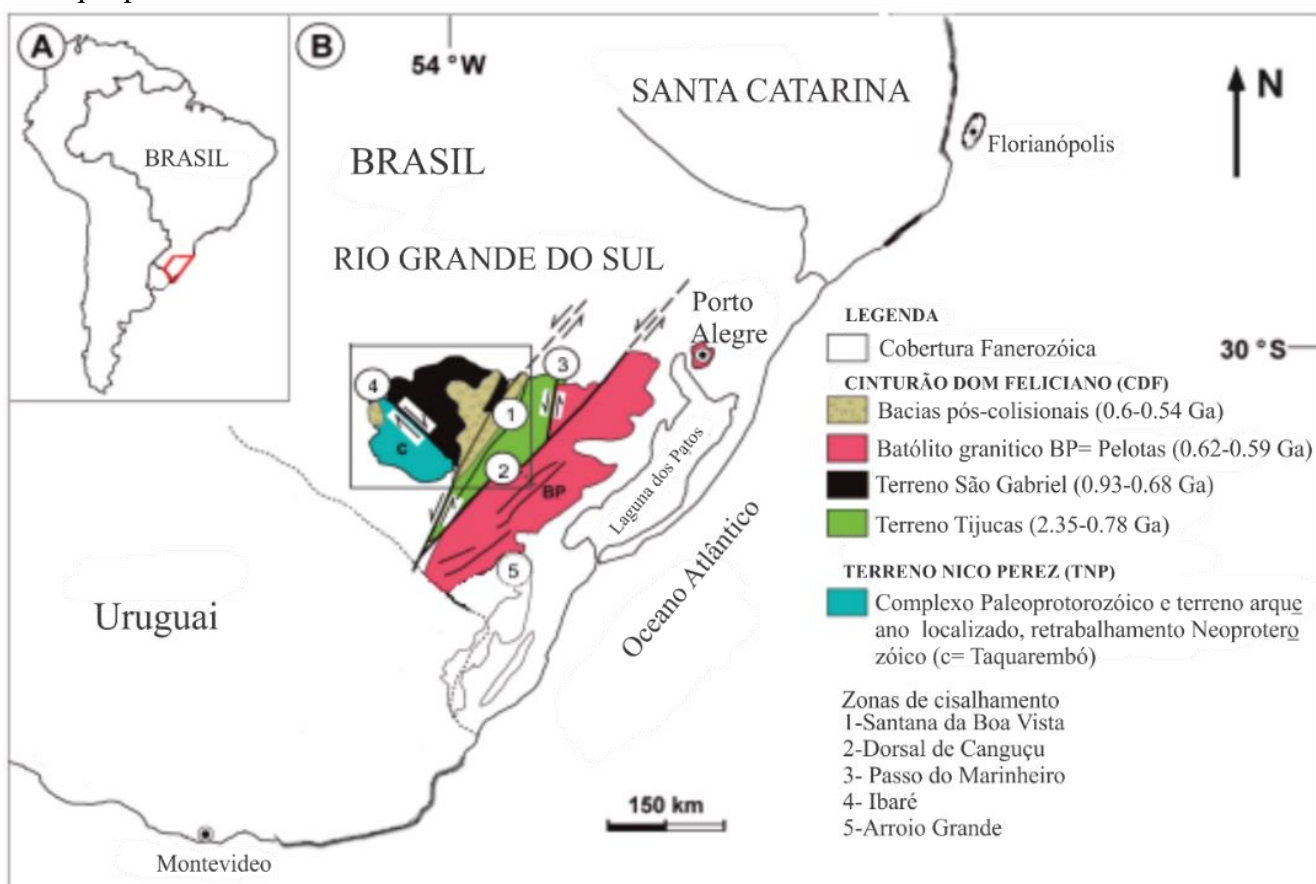 A
BRASIL
B
54 °W
SANTA CATARINA
N
Florianópolis
BRASIL
RIO GRANDE DO SUL
Porto
Alegre
30 °S
4
3
1
c
2
BP
5
Laguna dos Patos
Oceano Atlântico
Uruguai
Montevideo
150 km
LEGENDA
Cobertura Fanerozóica
CINTURÃO DOM FELICIANO (CDF)
Bacias pós-colisionais (0.6-0.54 Ga)
Batólito granitico BP= Pelotas (0.62-0.59 Ga)
Terreno São Gabriel (0.93-0.68 Ga)
Terreno Tijucas (2.35-0.78 Ga)
TERRENO NICO PEREZ (TNP)
Complexo Paleoprotorozóico e terreno arque
ano localizado, retrabalhamento Neoprotero
zóico (c= Taquarembó)
Zonas de cisalhamento
1-Santana da Boa Vista
2-Dorsal de Canguçu
3- Passo do Marinheiro
4- Ibaré
5-Arroio Grande